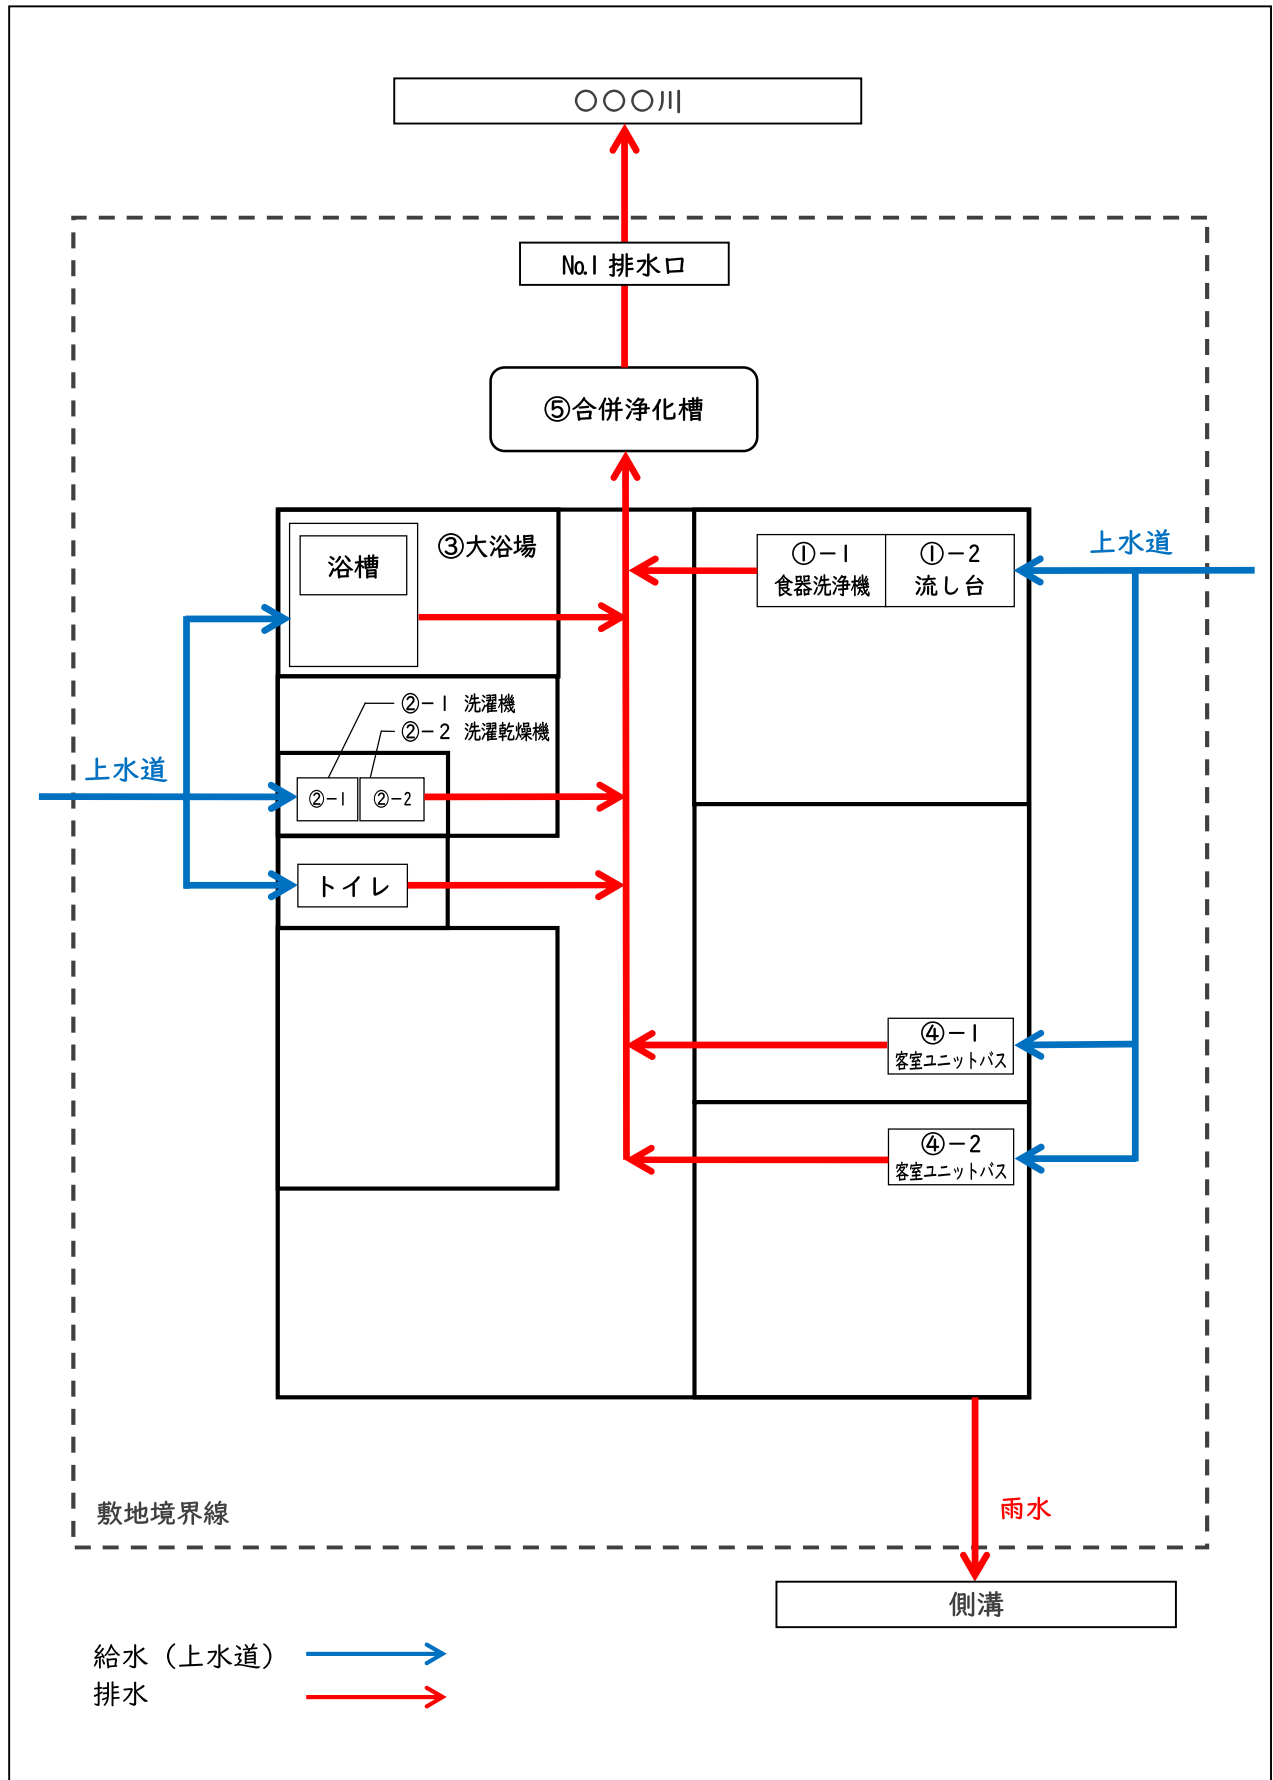 〇〇〇川
No.1 排水口
⑤合併浄化槽
③大浴場
浴槽
①－1
食器洗浄機
①－2
流し台
上水道
②－1 洗濯機
②－2 洗濯乾燥機
上水道
②－1
②－2
トイレ
④－1
客室ユニットバス
④－2
客室ユニットバス
敷地境界線
雨水
側溝
給水（上水道）
排水